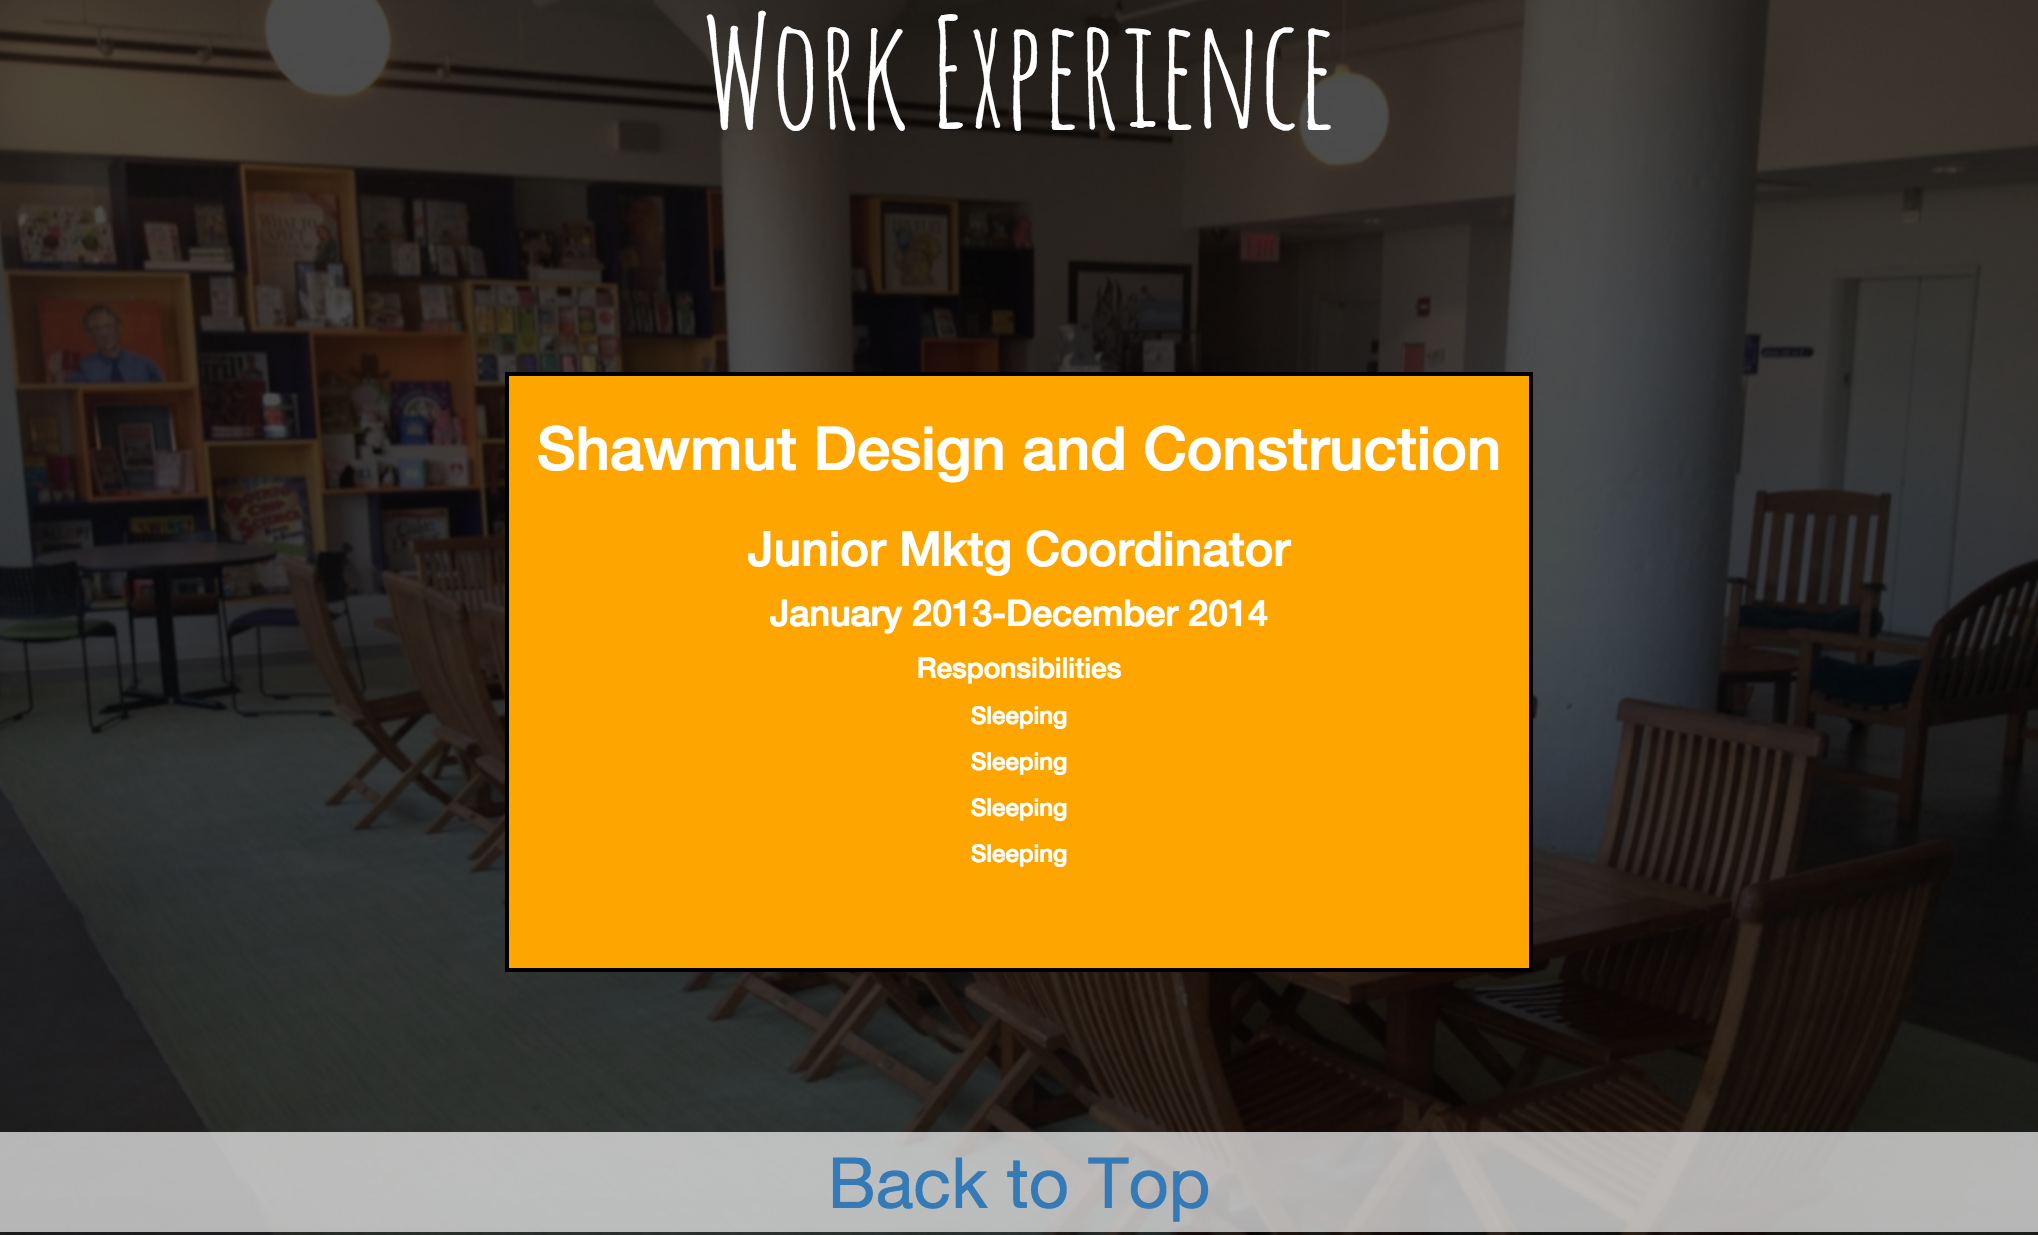 Work Experience
Shawmut Design and Construction
Junior Mktg Coordinator
January 2013-December 2014
Responsibilities
Sleeping
Sleeping
Sleeping
Sleeping
Back to Top